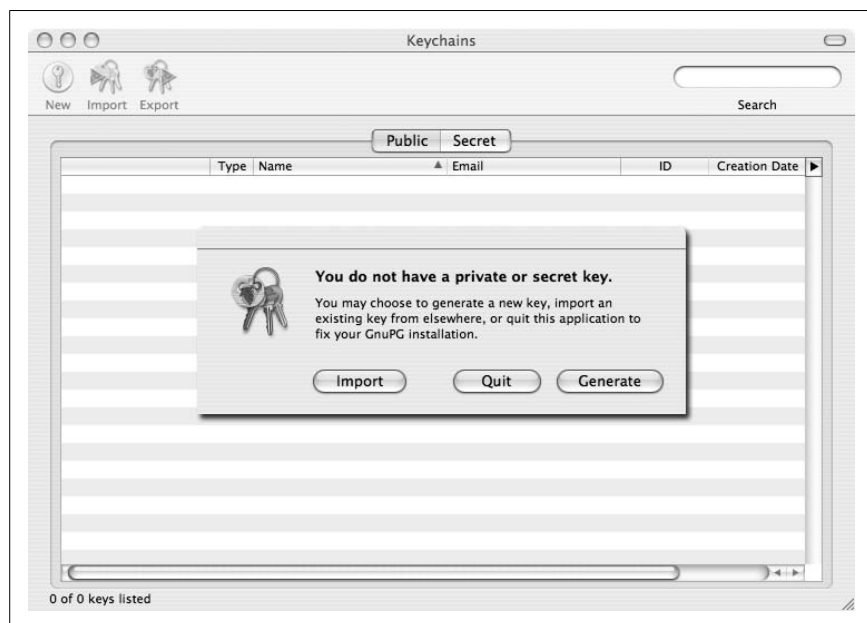 Keychains
New Import Export
Search
Public Secret
Type Name Email ID Creation Date
You do not have a private or secret key.
You may choose to generate a new key, import an
existing key from elsewhere, or quit this application to
fix your GnuPG installation.
Import Quit Generate
0 of 0 keys listed